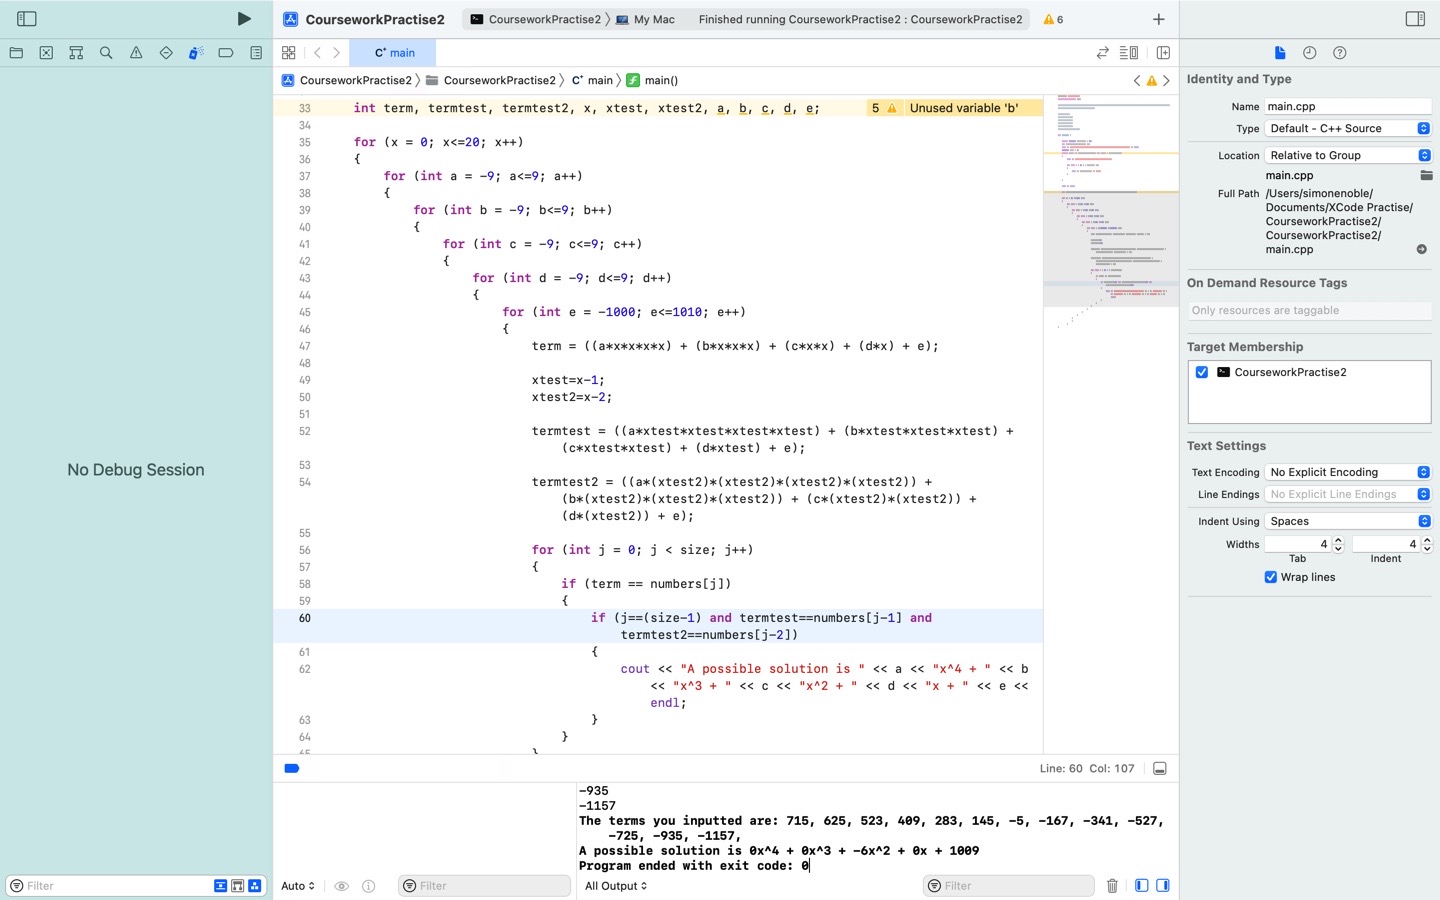 CourseworkPractise2
CourseworkPractise2 〉 My Mac
Finished running CourseworkPractise2 : CourseworkPractise2
6
C⁺ main
CourseworkPractise2 〉 CourseworkPractise2 〉 C⁺ main 〉 f main()
33 int term, termtest, termtest2, x, xtest, xtest2, a, b, c, d, e;
5 Unused variable 'b'
34
35 for (x = 0; x<=20; x++)
36 {
37 for (int a = -9; a<=9; a++)
38 {
39 for (int b = -9; b<=9; b++)
40 {
41 for (int c = -9; c<=9; c++)
42 {
43 for (int d = -9; d<=9; d++)
44 {
45 for (int e = -1000; e<=1010; e++)
46 {
47 term = ((a*x*x*x*x) + (b*x*x*x) + (c*x*x) + (d*x) + e);
48
49 xtest=x-1;
50 xtest2=x-2;
51
52 termtest = ((a*xtest*xtest*xtest*xtest) + (b*xtest*xtest*xtest) +
(c*xtest*xtest) + (d*xtest) + e);
53
54 termtest2 = ((a*(xtest2)*(xtest2)*(xtest2)*(xtest2)) +
(b*(xtest2)*(xtest2)*(xtest2)) + (c*(xtest2)*(xtest2)) +
(d*(xtest2)) + e);
55
56 for (int j = 0; j < size; j++)
57 {
58 if (term == numbers[j])
59 {
60 if (j==(size-1) and termtest==numbers[j-1] and
termtest2==numbers[j-2])
61 {
62 cout << "A possible solution is " << a << "x^4 + " << b
<< "x^3 + " << c << "x^2 + " << d << "x + " << e <<
endl;
63 }
64 }
65 }
No Debug Session
Line: 60 Col: 107
-935
-1157
The terms you inputted are: 715, 625, 523, 409, 283, 145, -5, -167, -341, -527,
-725, -935, -1157,
A possible solution is 0x^4 + 0x^3 + -6x^2 + 0x + 1009
Program ended with exit code: 0
Filter
Auto
Filter
All Output
Filter
Identity and Type
Name main.cpp
Type Default - C++ Source
Location Relative to Group
main.cpp
Full Path /Users/simonenoble/
Documents/XCode Practise/
CourseworkPractise2/
CourseworkPractise2/
main.cpp
On Demand Resource Tags
Only resources are taggable
Target Membership
CourseworkPractise2
Text Settings
Text Encoding No Explicit Encoding
Line Endings No Explicit Line Endings
Indent Using Spaces
Widths 4 4
Tab Indent
Wrap lines